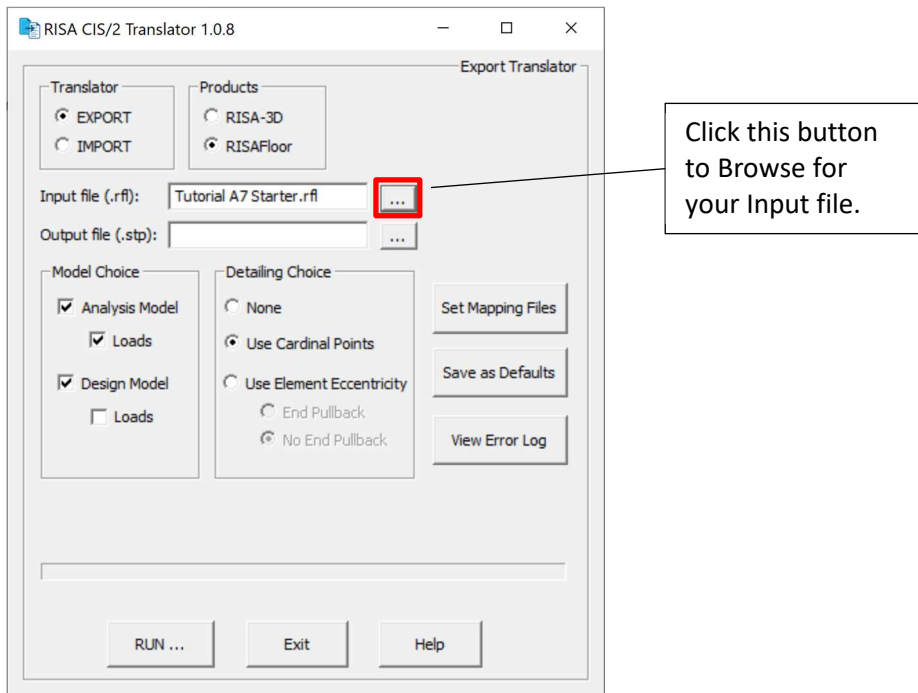 RISA CIS/2 Translator 1.0.8
Export Translator
Translator
EXPORT
IMPORT
Products
RISA-3D
RISAFloor
Input file (.rfl): Tutorial A7 Starter.rfl ...
Output file (.stp): ...
Model Choice
Analysis Model
Loads
Design Model
Loads
Detailing Choice
None
Use Cardinal Points
Use Element Eccentricity
End Pullback
No End Pullback
Set Mapping Files
Save as Defaults
View Error Log
RUN ... Exit Help
Click this button
to Browse for
your Input file.